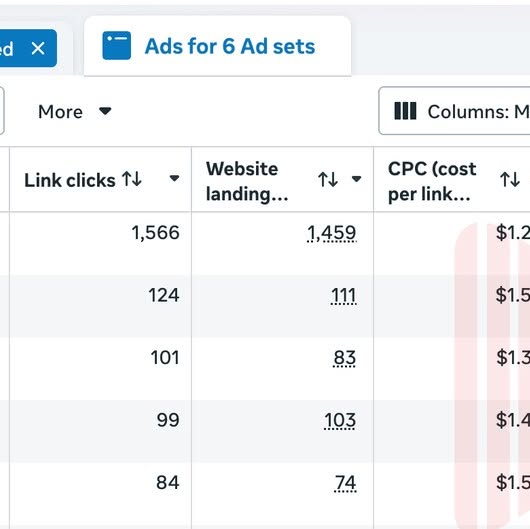 ed ×
Ads for 6 Ad sets
More
Columns: M
Link clicks
Website landing...
CPC (cost per link...
1,566 1,459 $1.2
124 111 $1.5
101 83 $1.3
99 103 $1.4
84 74 $1.5